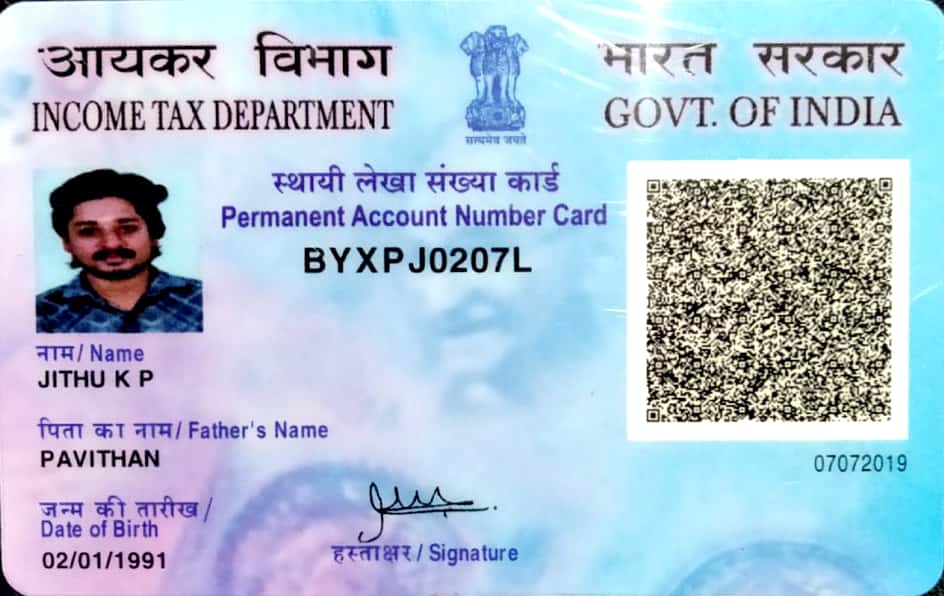 आयकर विभाग
INCOME TAX DEPARTMENT
सत्यमेव जयते
भारत सरकार
GOVT. OF INDIA
स्थायी लेखा संख्या कार्ड
Permanent Account Number Card
BYXPJ0207L
नाम / Name
JITHU K P
पिता का नाम / Father's Name
PAVITHAN
07072019
जन्म की तारीख /
Date of Birth
02/01/1991
हस्ताक्षर / Signature